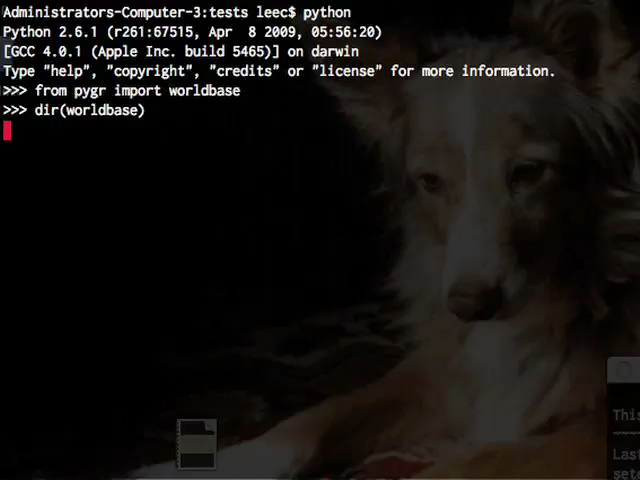 Administrators-Computer-3:tests leec$ python
Python 2.6.1 (r261:67515, Apr  8 2009, 05:56:20)
[GCC 4.0.1 (Apple Inc. build 5465)] on darwin
Type "help", "copyright", "credits" or "license" for more information.
>>> from pygr import worldbase
>>> dir(worldbase)
This
Last